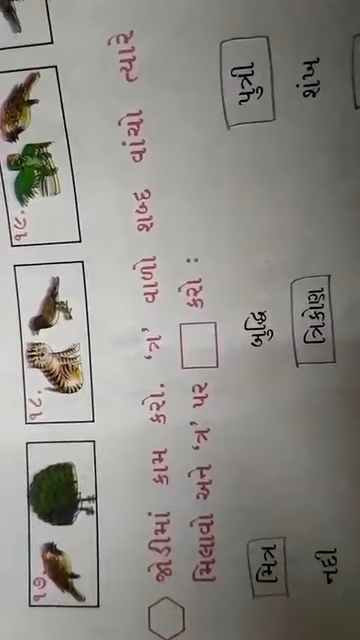 ૧૭. ૧૮. ૧૯.
જોડીમાં કામ કરો. 'ત્ર' વાળો શબ્દ વાંચો ત્યારે
મિલાવો અને 'ત્ર' પર કરો :
મિત્ર બુદ્ધિ પુત્રી
નદી ત્રિકોણ શંખ